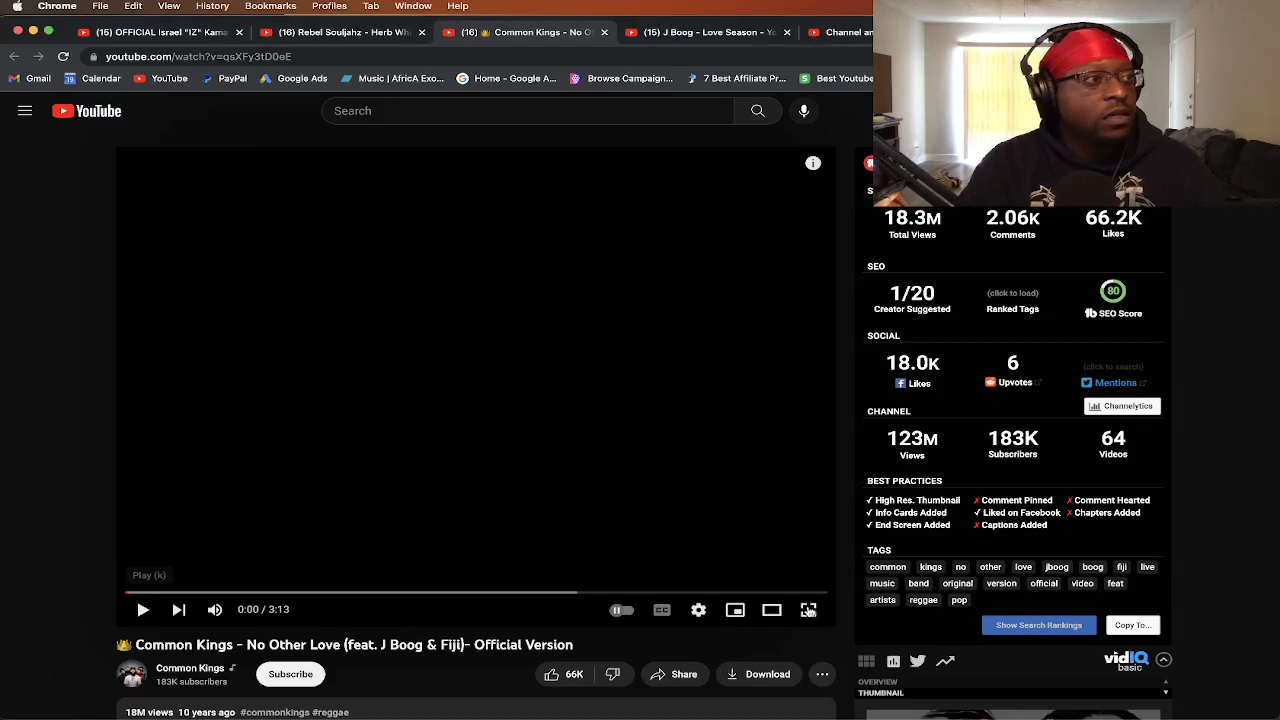 Chrome File Edit View History Bookmarks Profiles Tab Window Help
(15) OFFICIAL Israel "IZ" Kama
(16) Rebel Souljahz - Hero Wh
(16) 👑 Common Kings - No O
(15) J Boog - Love Season - Ye
Channel an
youtube.com/watch?v=qsXFy3tD0eE
Gmail
Calendar
YouTube
PayPal
Google Ads
Music | AfricA Exo...
Home - Google A...
Browse Campaign...
7 Best Affiliate Pr...
Best Youtube
YouTube
Search
18.3M 2.06K 66.2K
Total Views Comments Likes
SEO
1/20 (click to load) 80
Creator Suggested Ranked Tags tb SEO Score
SOCIAL
18.0K 6 (click to search)
Likes Upvotes Mentions
CHANNEL Channelytics
123M 183K 64
Views Subscribers Videos
BEST PRACTICES
✓ High Res. Thumbnail ✗ Comment Pinned ✗ Comment Hearted
✓ Info Cards Added ✓ Liked on Facebook ✗ Chapters Added
✓ End Screen Added ✗ Captions Added
TAGS
common kings no other love jboog boog fiji live
music band original version official video feat
artists reggae pop
Show Search Rankings Copy To...
vidIQ
basic
OVERVIEW
THUMBNAIL
Play (k)
0:00 / 3:13
👑 Common Kings - No Other Love (feat. J Boog & Fiji)- Official Version
Common Kings
183K subscribers
Subscribe
66K
Share
Download
18M views 10 years ago #commonkings #reggae